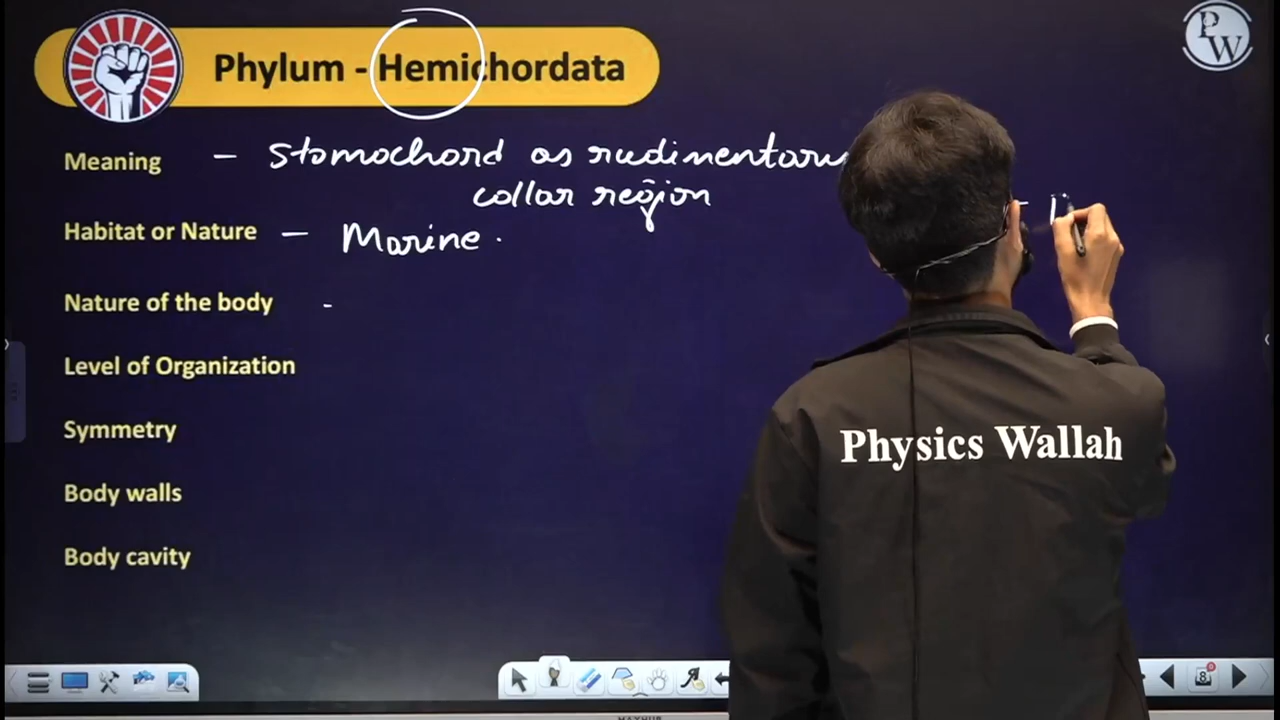 Phylum - Hemichordata
PW
Meaning - Stomochord as rudimentary
collar region
Habitat or Nature - Marine.
Nature of the body -
Level of Organization
Symmetry
Body walls
Body cavity
Physics Wallah
8